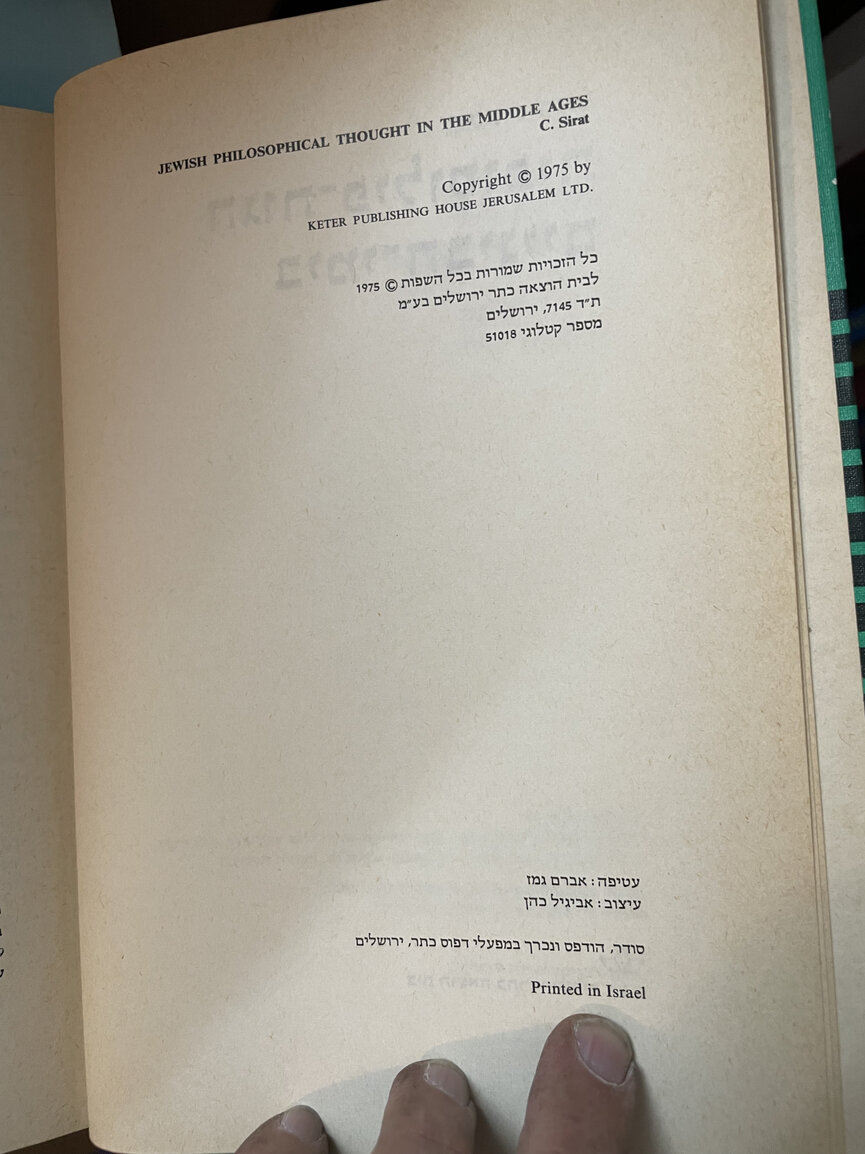 JEWISH PHILOSOPHICAL THOUGHT IN THE MIDDLE AGES
C. Sirat
Copyright © 1975 by
KETER PUBLISHING HOUSE JERUSALEM LTD.
כל הזכויות שמורות בכל השפות © 1975
לבית הוצאה כתר ירושלים בע״מ
ת״ד 7145, ירושלים
מספר קטלוגי 51018
עטיפה: אברם גמז
עיצוב: אביגיל כהן
סודר, הודפס ונכרך במפעלי דפוס כתר, ירושלים
Printed in Israel